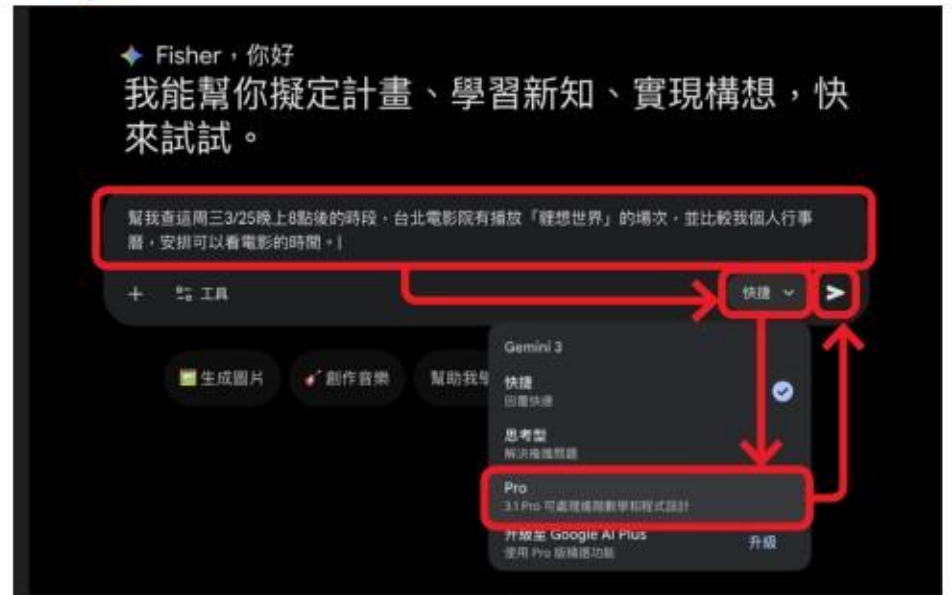 Fisher，你好
我能幫你擬定計畫、學習新知、實現構想，快
來試試。
幫我查這周三3/25晚上8點後的時段，台北電影院有播放「韆想世界」的場次，並比較我個人行事
曆，安排可以看電影的時間。
工具
快捷
生成圖片
創作音樂
幫助我學
Gemini 3
快捷
回覆快捷
思考型
解決複雜問題
Pro
3.1 Pro 可處理進階數學和程式設計
升級至 Google AI Plus
升級
使用 Pro 版精選功能